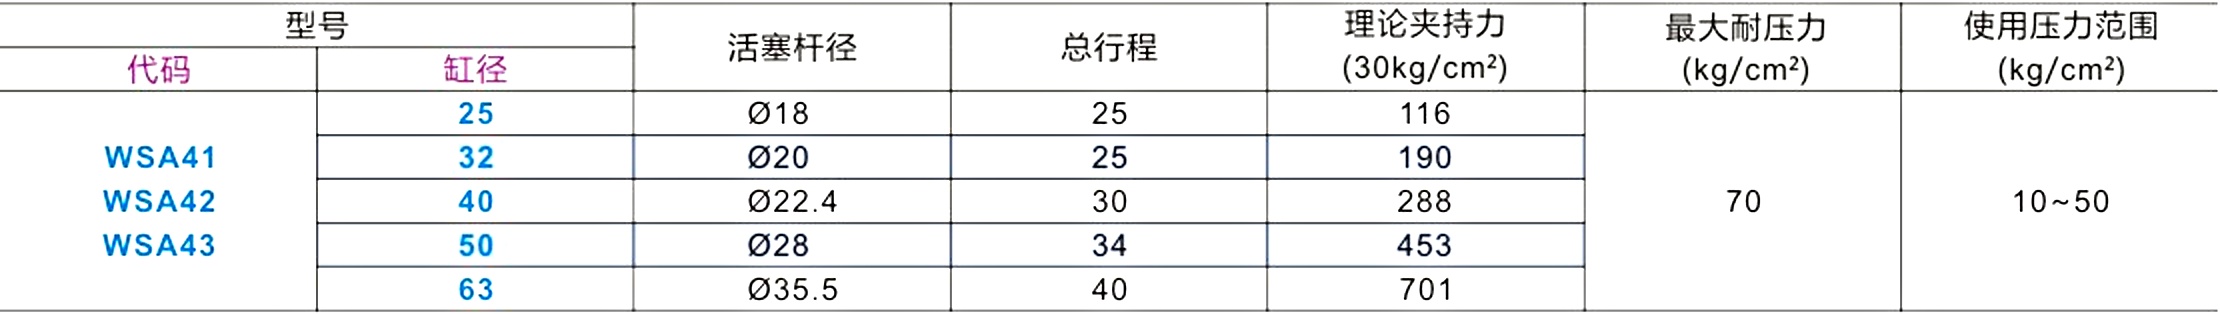 型号 活塞杆径 总行程 理论夹持力 最大耐压力 使用压力范围
代码 缸径 (30kg/cm²) (kg/cm²) (kg/cm²)
25 Ø18 25 116
WSA41 32 Ø20 25 190
WSA42 40 Ø22.4 30 288 70 10~50
WSA43 50 Ø28 34 453
63 Ø35.5 40 701